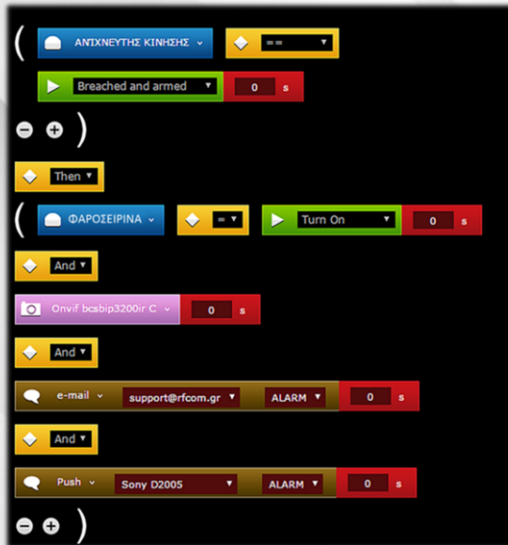 ( ΑΝΙΧΝΕΥΤΗΣ ΚΙΝΗΣΗΣ ==
Breached and armed 0 s
)
Then
( ΦΑΡΟΣΕΙΡΙΝΑ = Turn On 0 s
And
Onvif bcsbip3200ir C 0 s
And
e-mail support@rfcom.gr ALARM 0 s
And
Push Sony D2005 ALARM 0 s
)